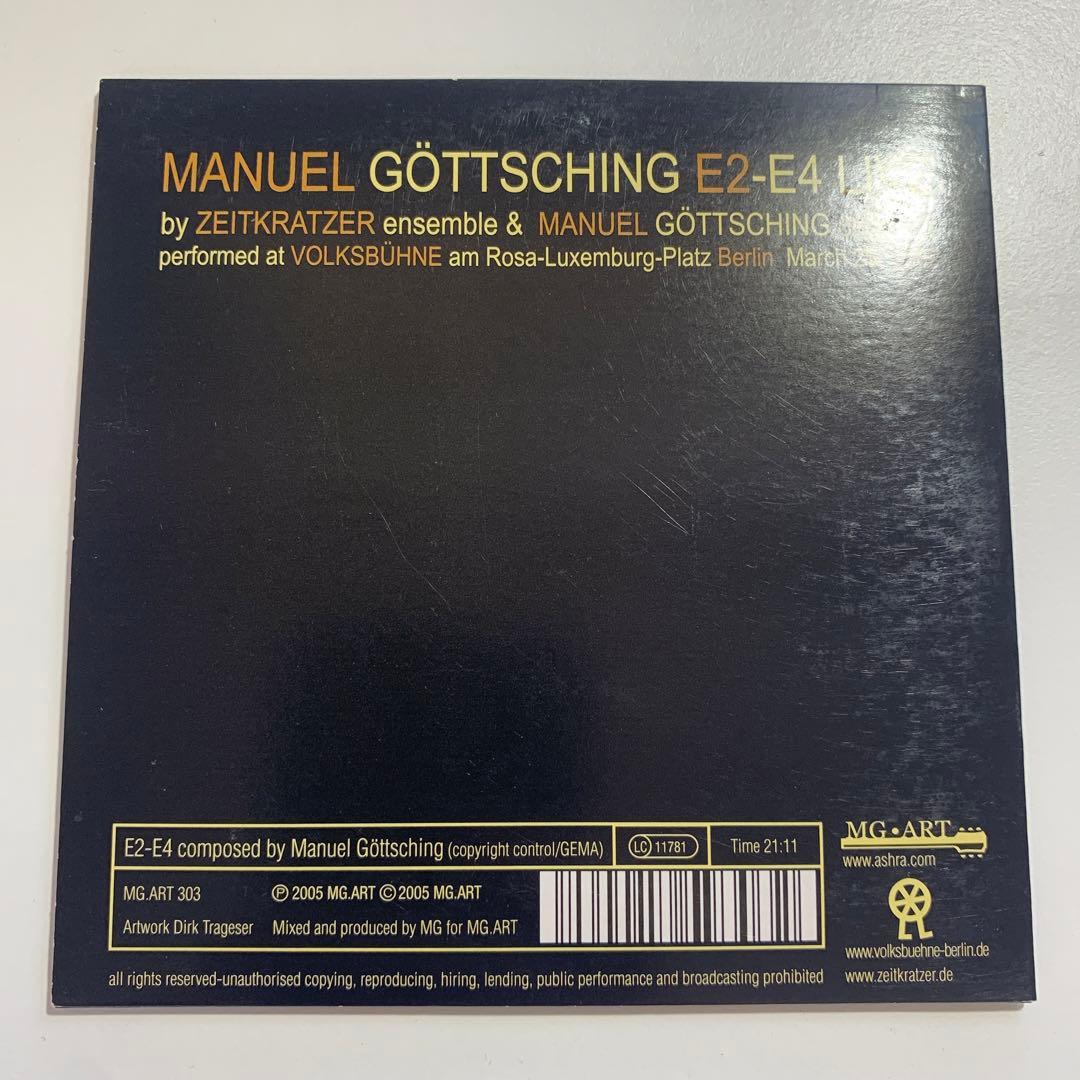 MANUEL GÖTTSCHING E2-E4
by ZEITKRATZER ensemble & MANUEL GÖTTSCHING
performed at VOLKSBÜHNE am Rosa-Luxemburg-Platz Berlin March
E2-E4 composed by Manuel Göttsching (copyright control/GEMA)
LC 11781
Time 21:11
MG.ART 303
℗ 2005 MG.ART © 2005 MG.ART
Artwork Dirk Trageser
Mixed and produced by MG for MG.ART
all rights reserved-unauthorised copying, reproducing, hiring, lending, public performance and broadcasting prohibited
MG•ART
www.ashra.com
www.volksbuehne-berlin.de
www.zeitkratzer.de